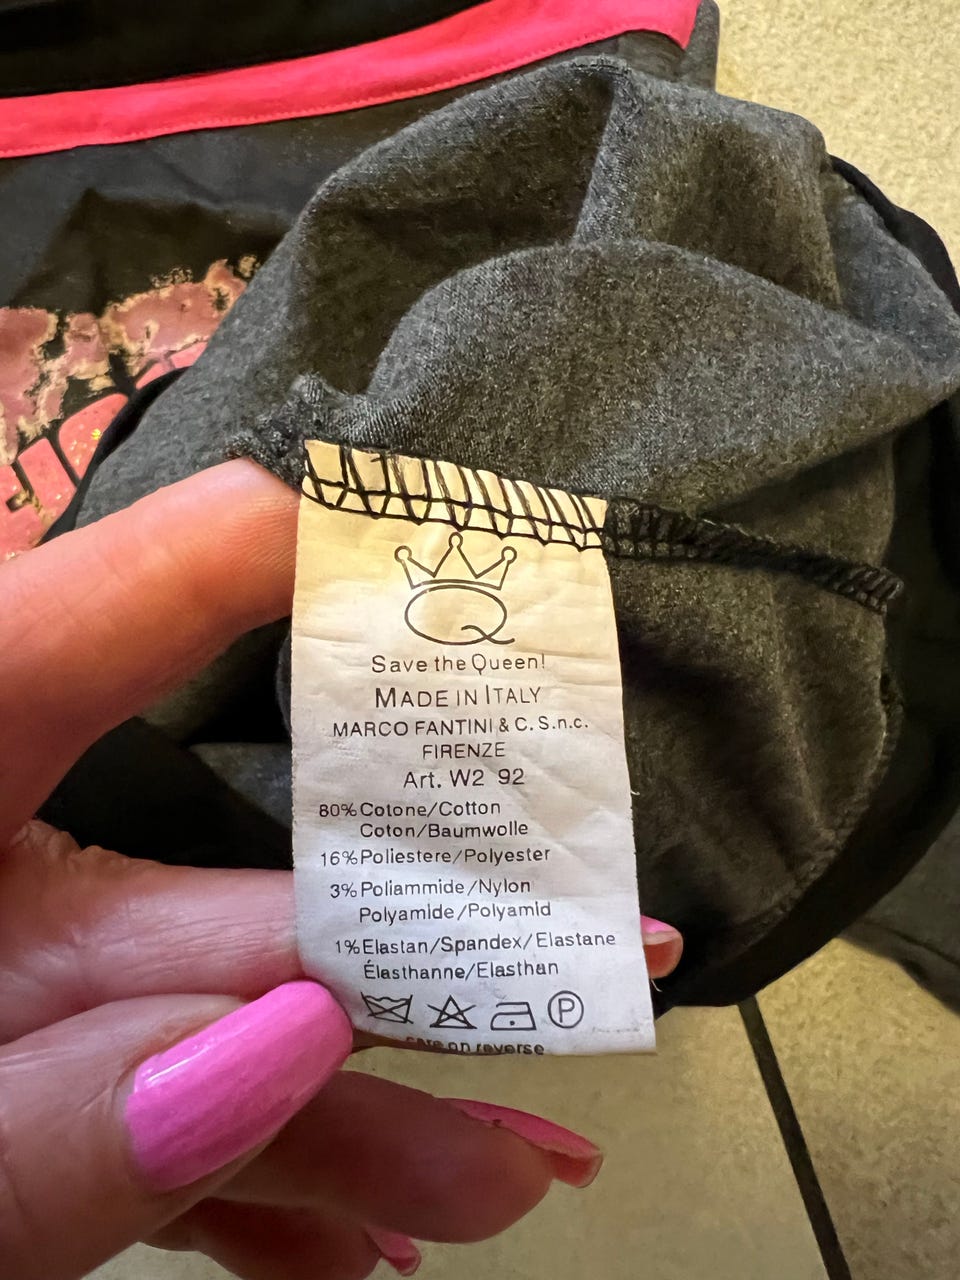 Q
Save the Queen!
MADE IN ITALY
MARCO FANTINI & C. S.n.c.
FIRENZE
Art. W2 92
80% Cotone/Cotton
Coton/Baumwolle
16% Poliestere/Polyester
3% Poliammide/Nylon
Polyamide/Polyamid
1% Elastan/Spandex/Elastane
Élasthanne/Elasthan
P
care on reverse